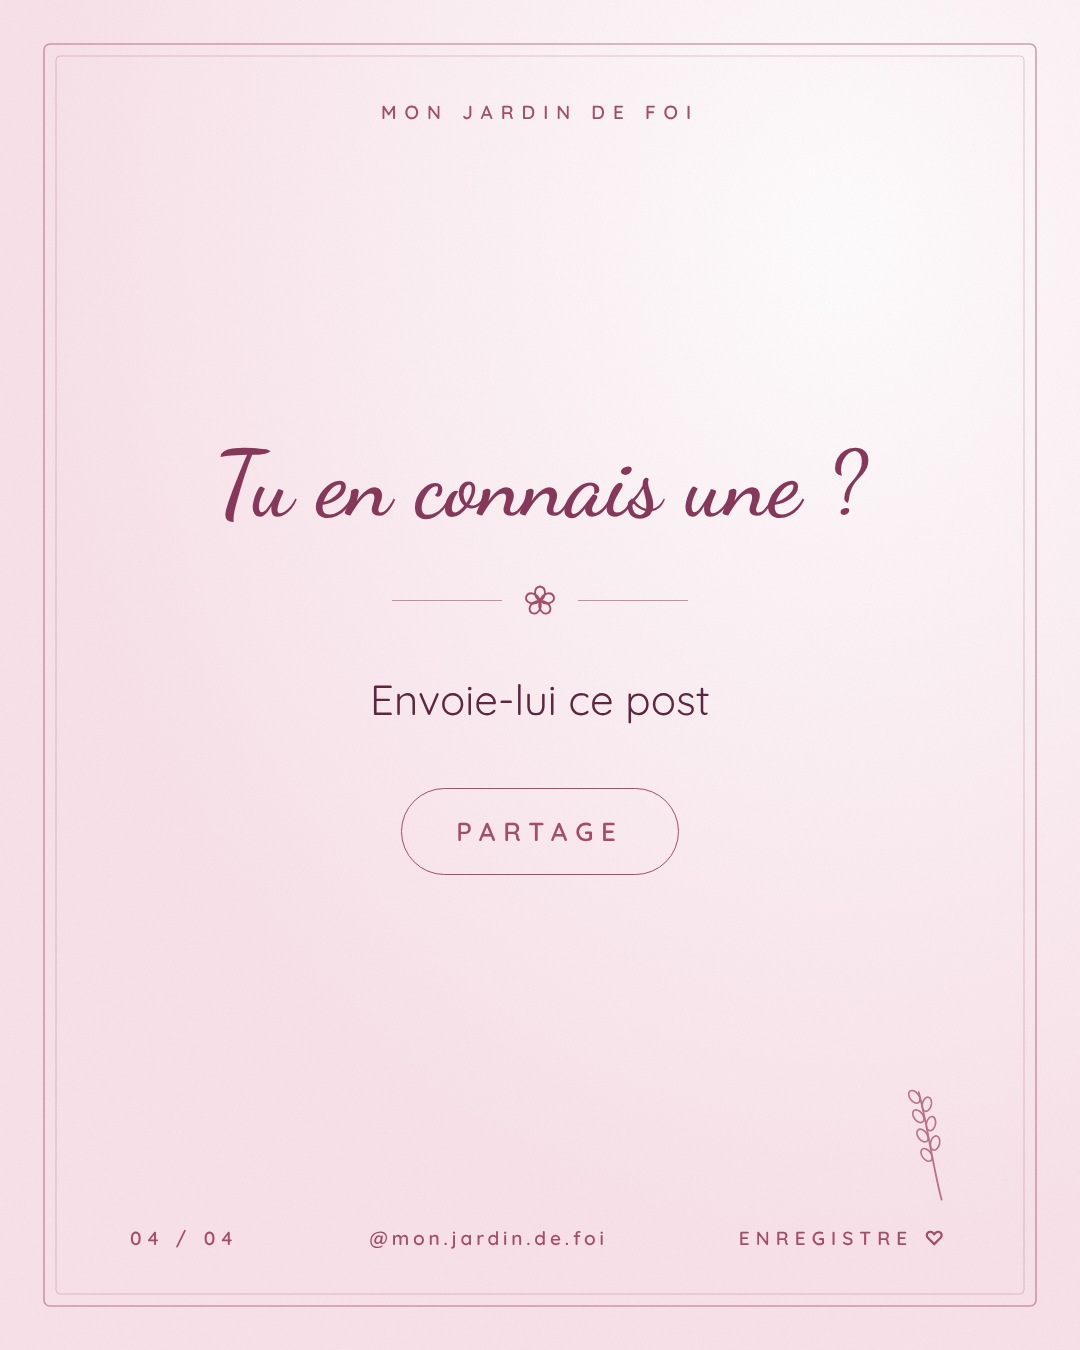 MON JARDIN DE FOI
Tu en connais une ?
Envoie-lui ce post
PARTAGE
04 / 04
@mon.jardin.de.foi
ENREGISTRE ♡